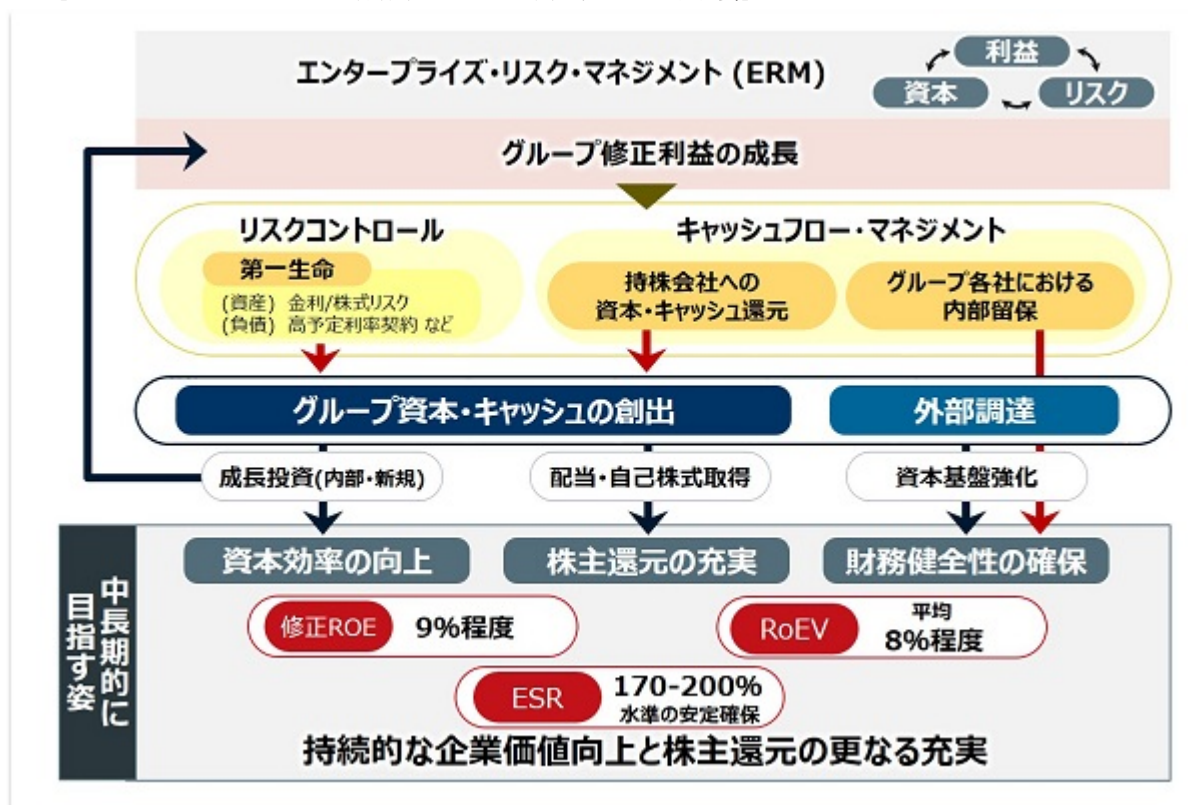 エンタープライズ・リスク・マネジメント (ERM)
利益
資本
リスク
グループ修正利益の成長
リスクコントロール
第一生命
(資産) 金利/株式リスク
(負債) 高予定利率契約 など
キャッシュフロー・マネジメント
持株会社への
資本・キャッシュ還元
グループ各社における
内部留保
グループ資本・キャッシュの創出
外部調達
成長投資(内部・新規)
配当・自己株式取得
資本基盤強化
中長期的に
目指す姿
資本効率の向上
株主還元の充実
財務健全性の確保
修正ROE
9%程度
RoEV
平均
8%程度
ESR
170-200%
水準の安定確保
持続的な企業価値向上と株主還元の更なる充実